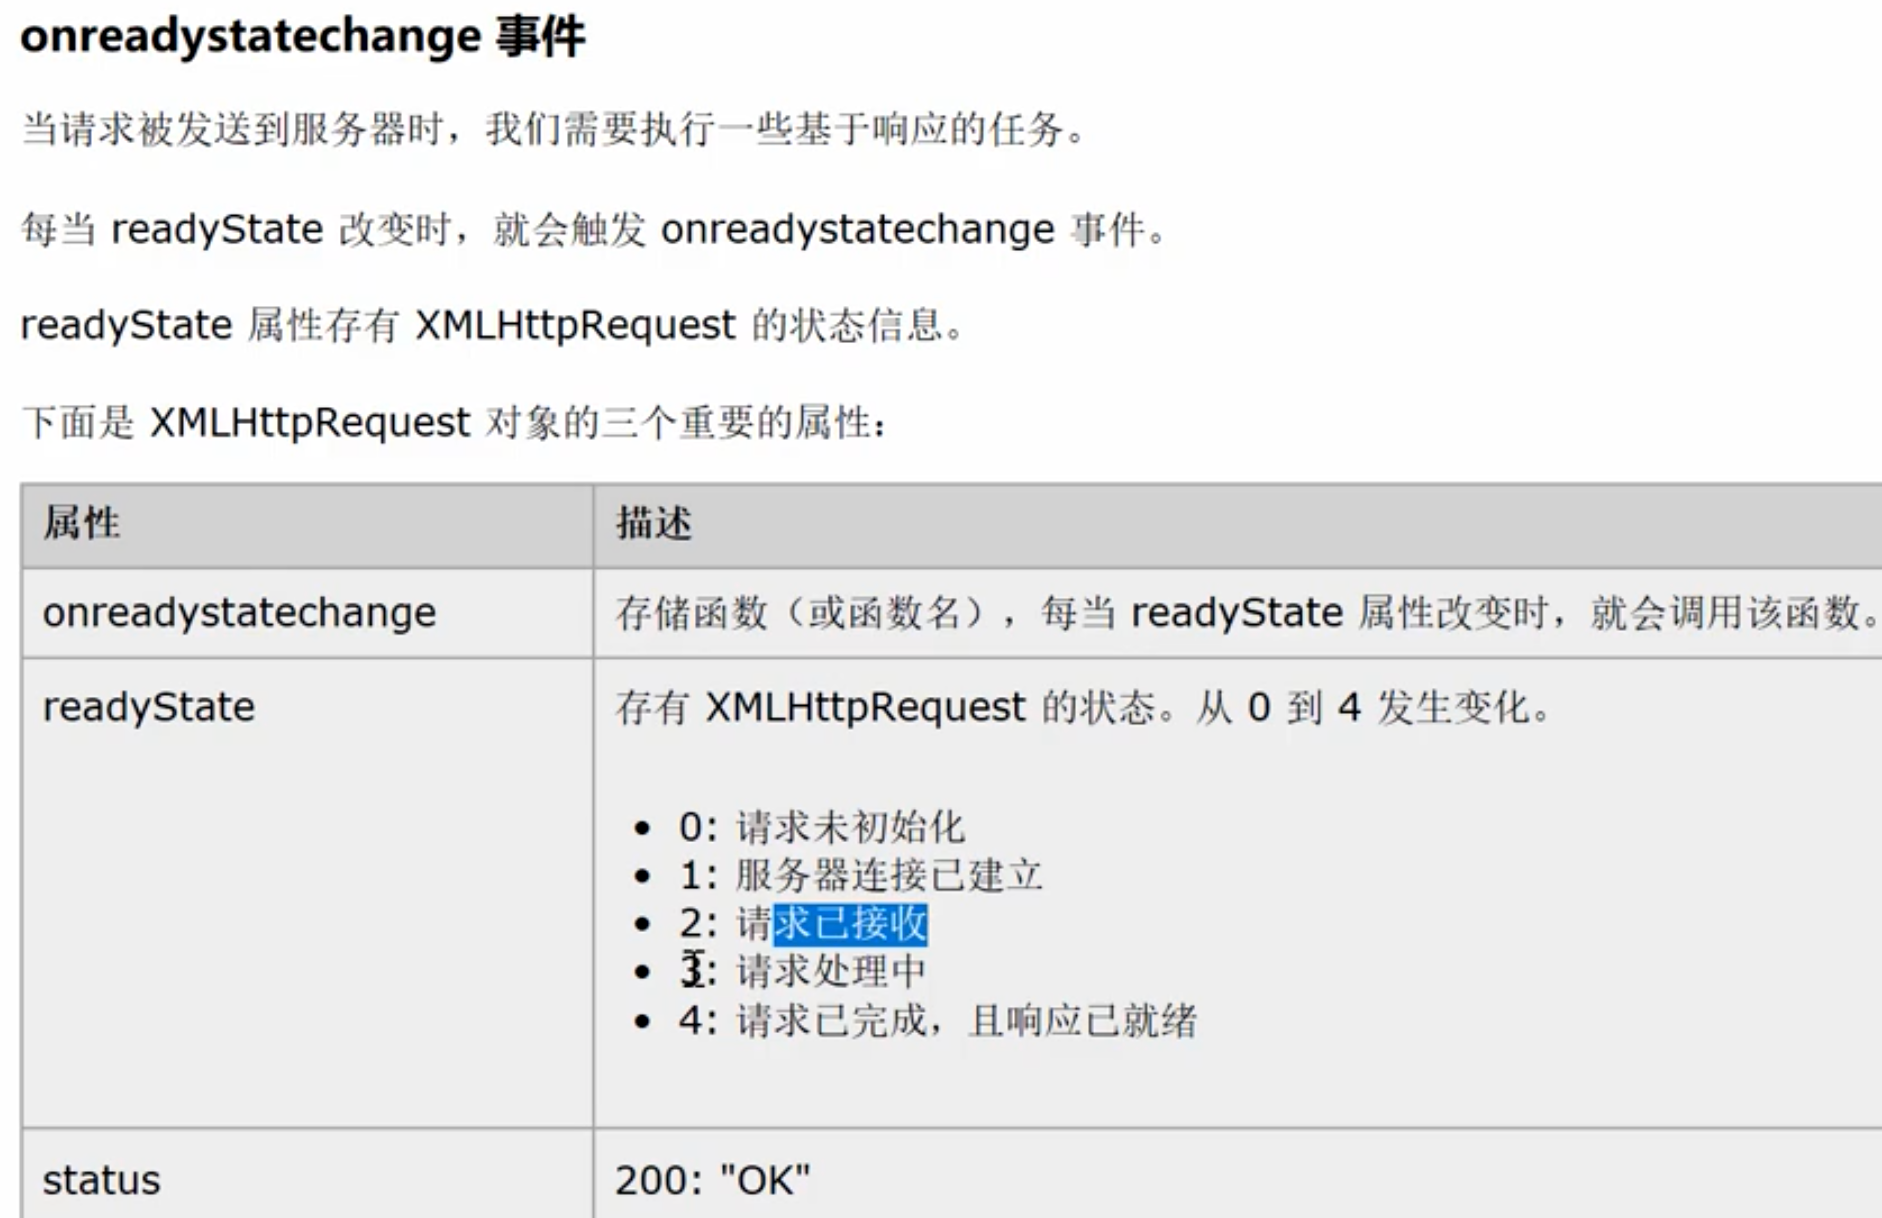 onreadystatechange 事件
当请求被发送到服务器时，我们需要执行一些基于响应的任务。
每当 readyState 改变时，就会触发 onreadystatechange 事件。
readyState 属性存有 XMLHttpRequest 的状态信息。
下面是 XMLHttpRequest 对象的三个重要的属性：
属性 描述
onreadystatechange 存储函数（或函数名），每当 readyState 属性改变时，就会调用该函数。
readyState 存有 XMLHttpRequest 的状态。从 0 到 4 发生变化。
• 0: 请求未初始化
• 1: 服务器连接已建立
• 2: 请求已接收
• 3: 请求处理中
• 4: 请求已完成，且响应已就绪
status 200: "OK"